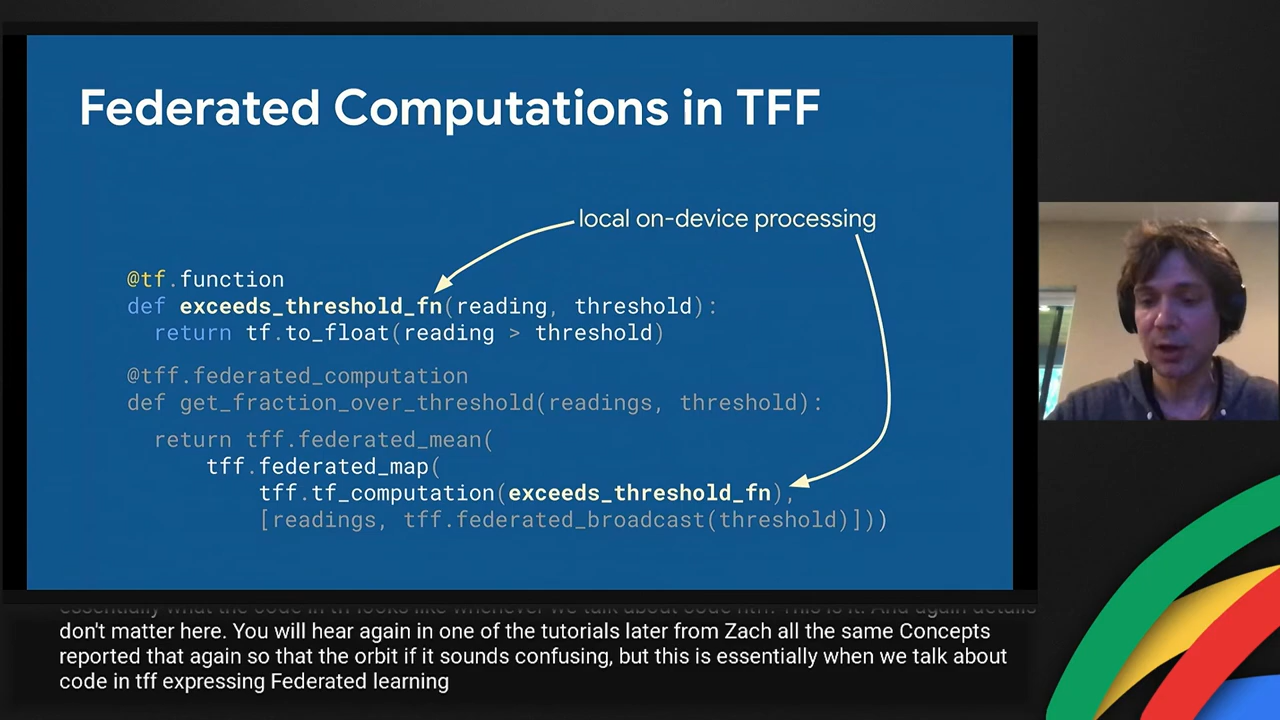 Federated Computations in TFF
local on-device processing
@tf.function
def exceeds_threshold_fn(reading, threshold):
return tf.to_float(reading > threshold)
@tff.federated_computation
def get_fraction_over_threshold(readings, threshold):
return tff.federated_mean(
tff.federated_map(
tff.tf_computation(exceeds_threshold_fn),
[readings, tff.federated_broadcast(threshold)]))
don't matter here. You will hear again in one of the tutorials later from Zach all the same Concepts
reported that again so that the orbit if it sounds confusing, but this is essentially when we talk about
code in tff expressing Federated learning